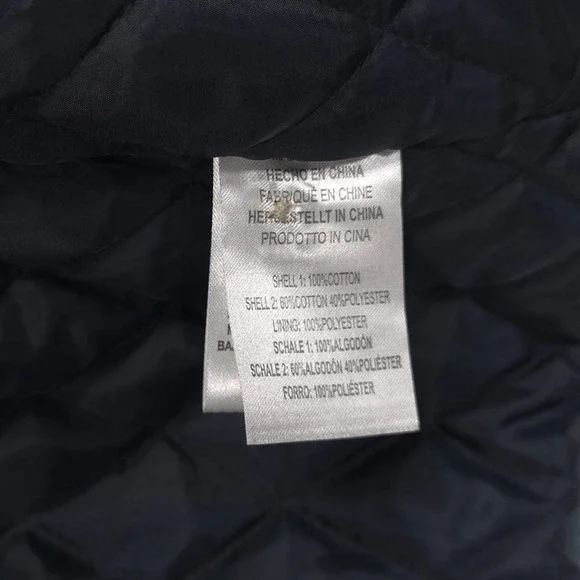 HECHO EN CHINA
FABRIQUÉ EN CHINE
HERGESTELLT IN CHINA
PRODOTTO IN CINA
SHELL 1: 100%COTTON
SHELL 2: 60%COTTON 40%POLYESTER
LINING: 100%POLYESTER
SCHALE 1: 100%ALGODÓN
SCHALE 2: 60%ALGODÓN 40%POLIÉSTER
FORRO: 100%POLIÉSTER
BA